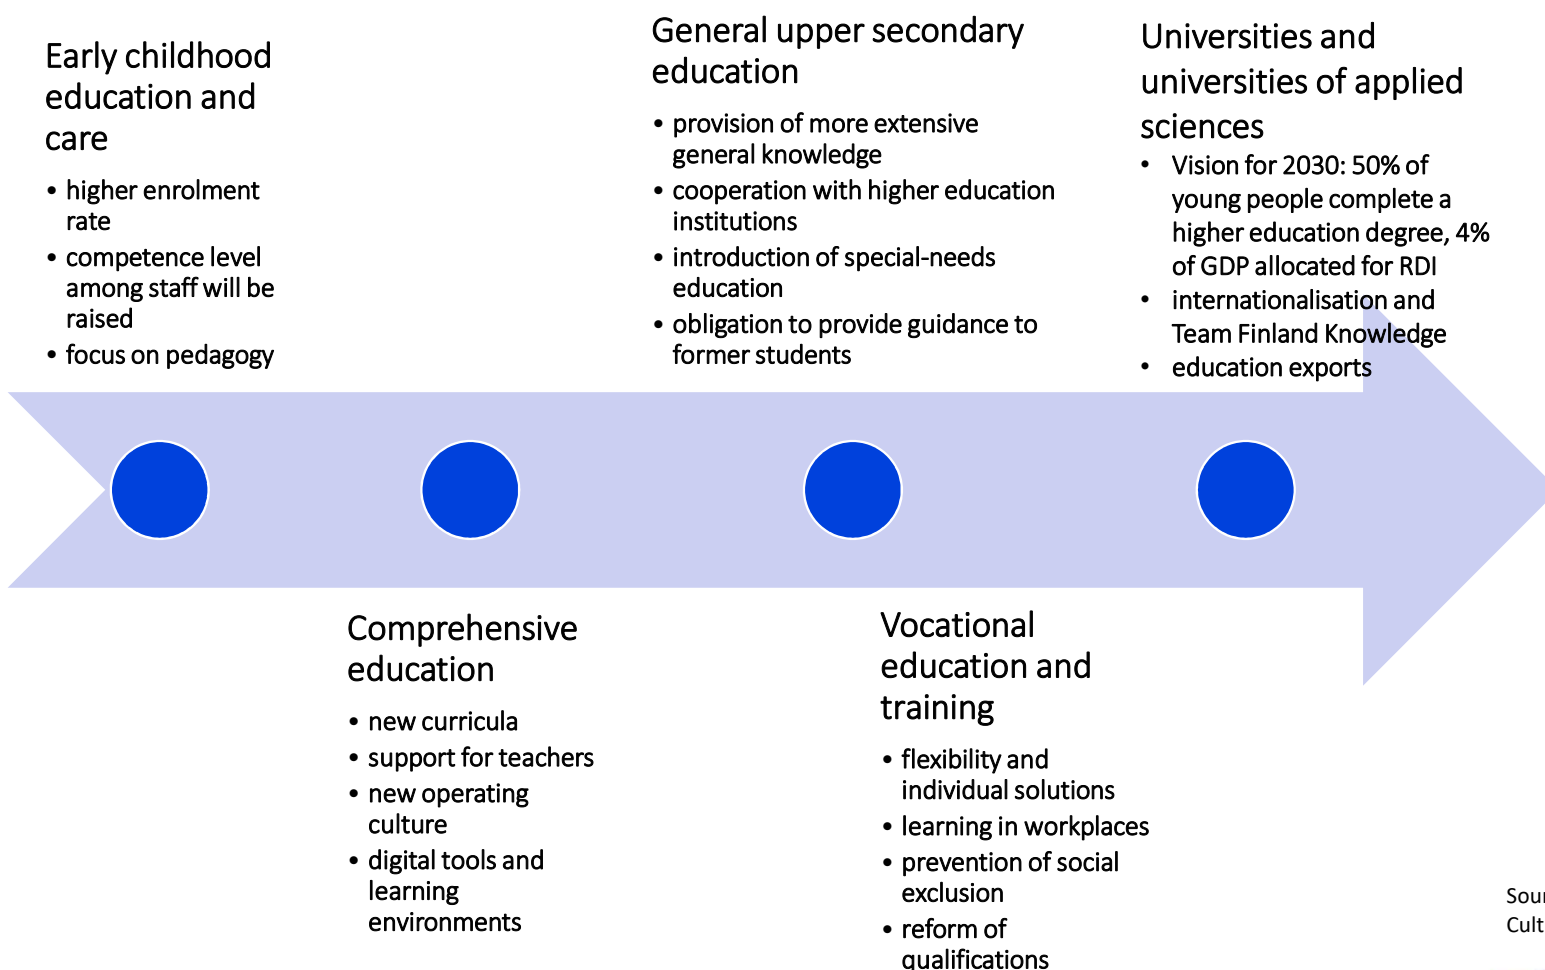 Early childhood
education and
care
• higher enrolment
rate
• competence level
among staff will be
raised
• focus on pedagogy
General upper secondary
education
• provision of more extensive
general knowledge
• cooperation with higher education
institutions
• introduction of special-needs
education
• obligation to provide guidance to
former students
Universities and
universities of applied
sciences
• Vision for 2030: 50% of
young people complete a
higher education degree, 4%
of GDP allocated for RDI
• internationalisation and
Team Finland Knowledge
• education exports
Comprehensive
education
• new curricula
• support for teachers
• new operating
culture
• digital tools and
learning
environments
Vocational
education and
training
• flexibility and
individual solutions
• learning in workplaces
• prevention of social
exclusion
• reform of
qualifications